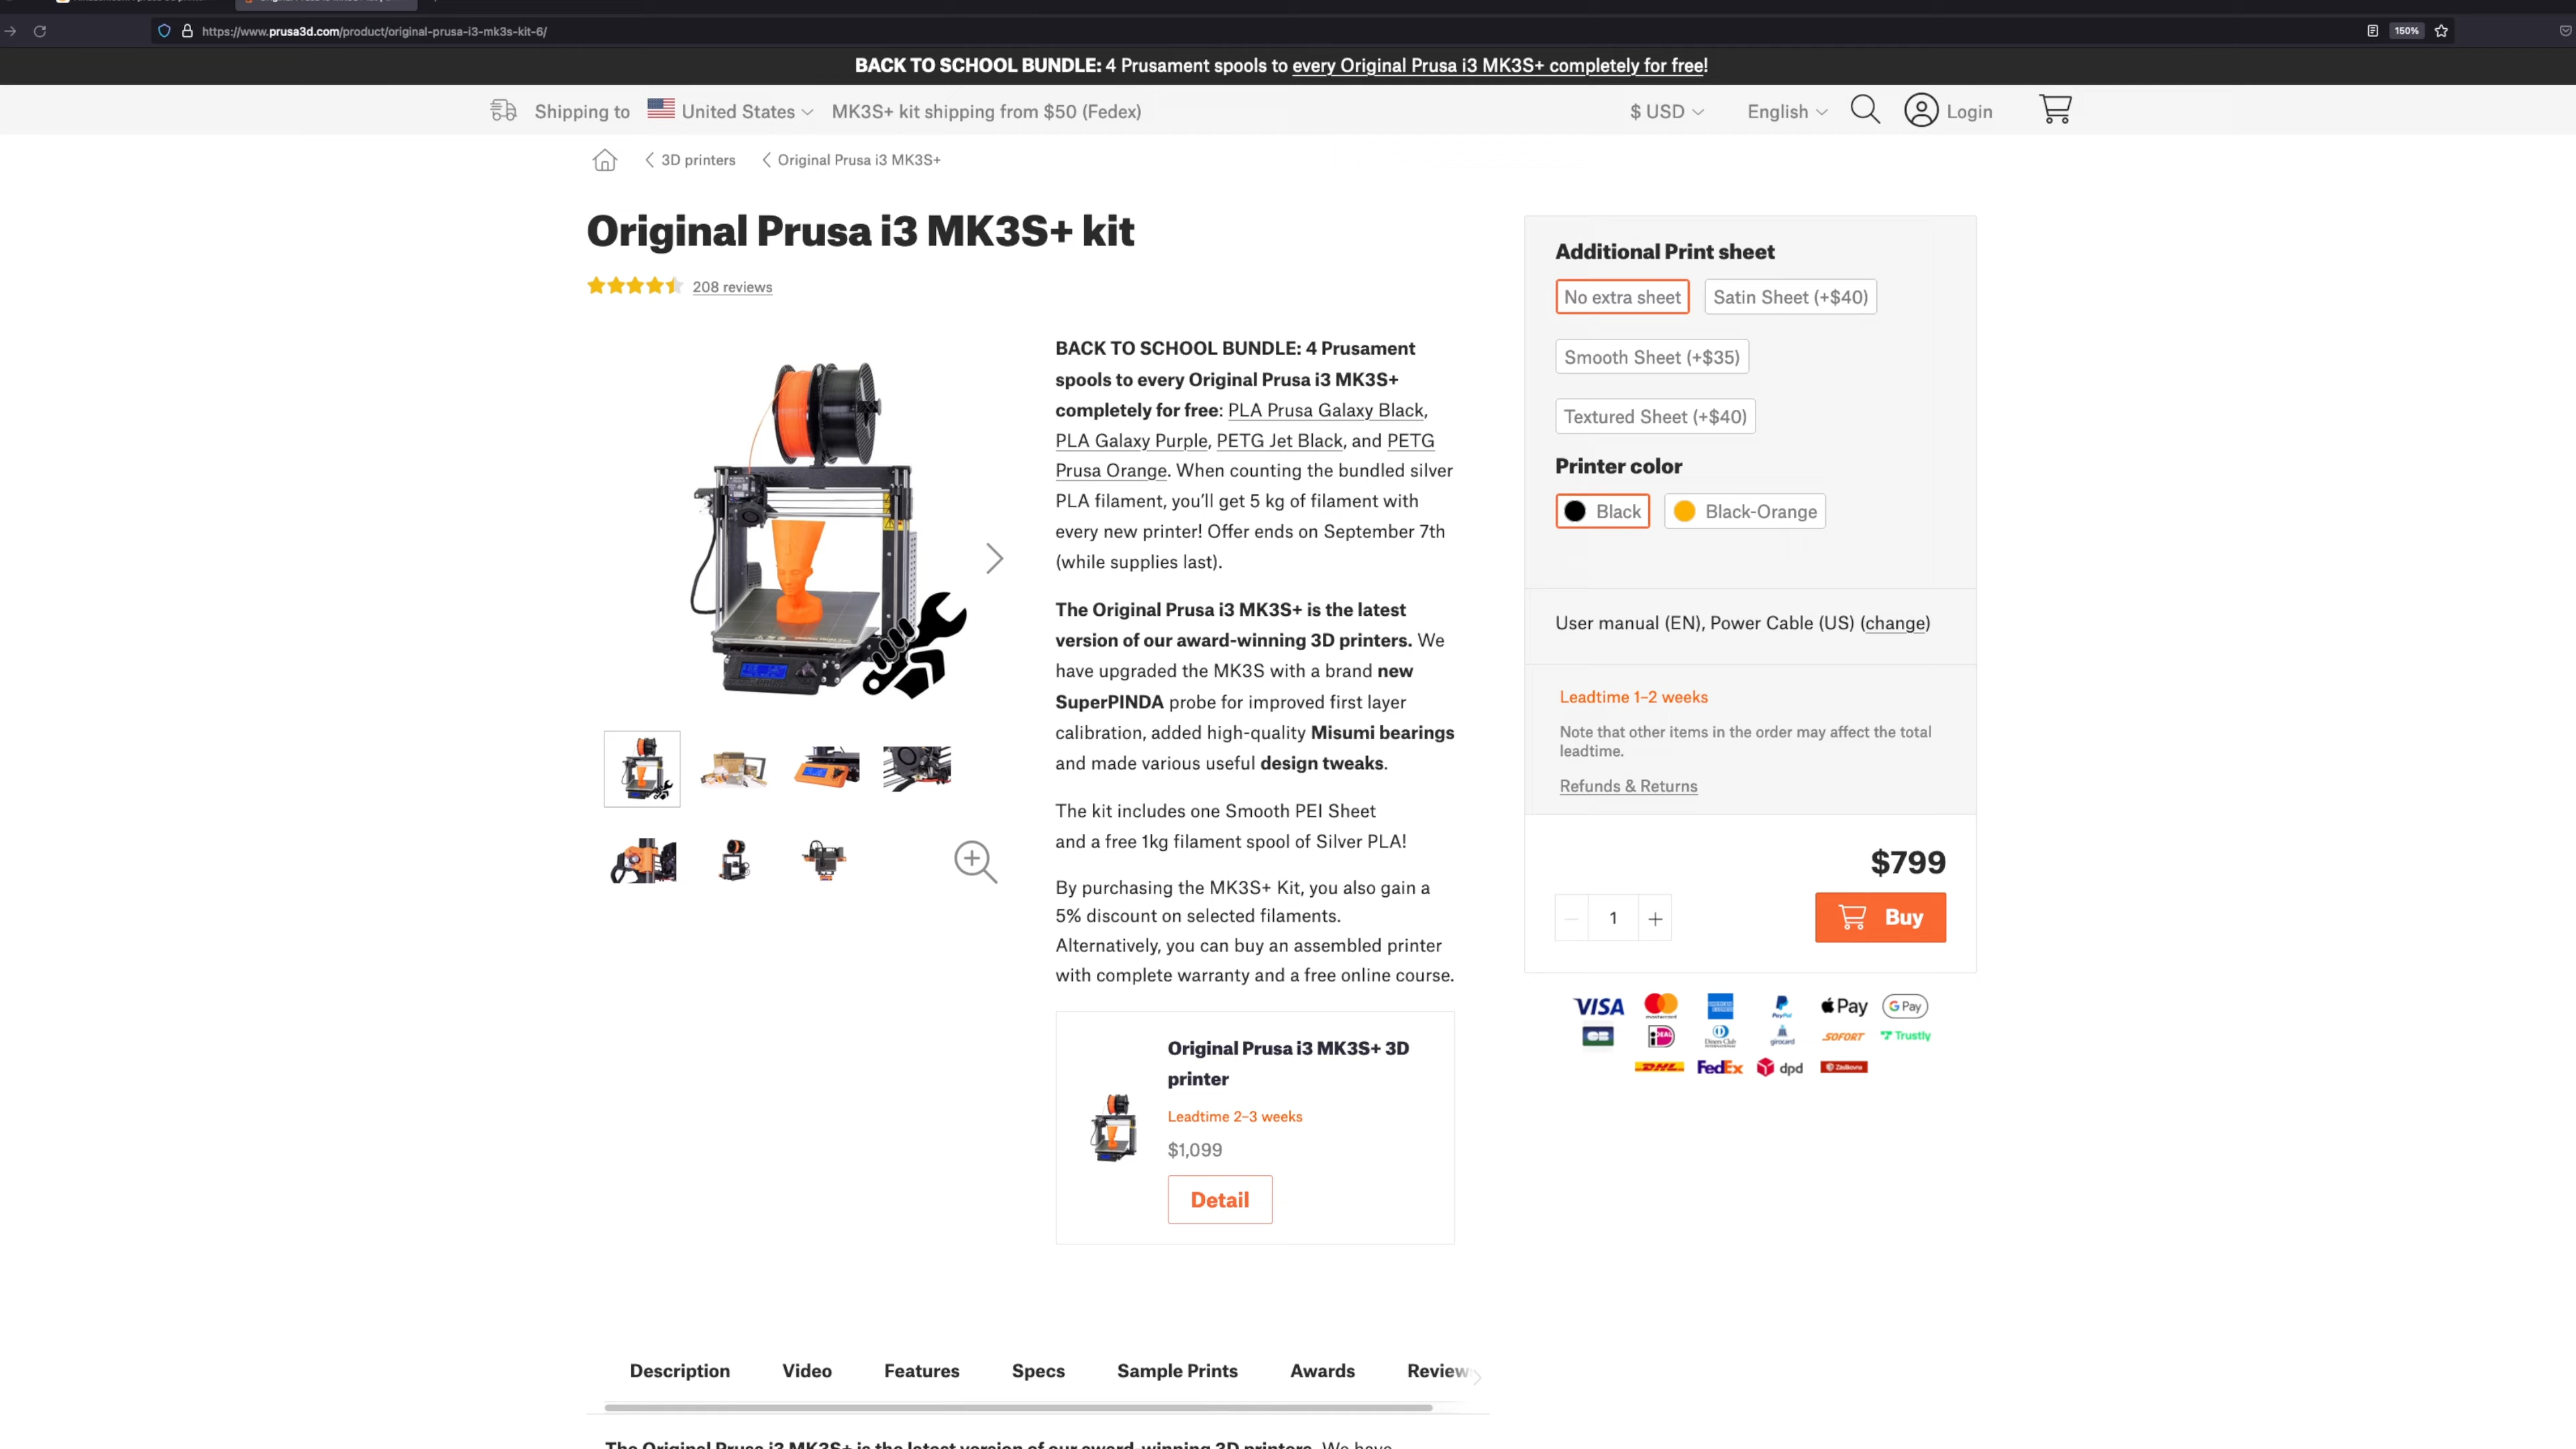 https://www.prusa3d.com/product/original-prusa-i3-mk3s-kit-6/
150%
BACK TO SCHOOL BUNDLE: 4 Prusament spools to every Original Prusa i3 MK3S+ completely for free!
Shipping to United States MK3S+ kit shipping from $50 (Fedex)
$ USD English Login
3D printers Original Prusa i3 MK3S+
Original Prusa i3 MK3S+ kit
208 reviews
BACK TO SCHOOL BUNDLE: 4 Prusament
spools to every Original Prusa i3 MK3S+
completely for free: PLA Prusa Galaxy Black,
PLA Galaxy Purple, PETG Jet Black, and PETG
Prusa Orange. When counting the bundled silver
PLA filament, you'll get 5 kg of filament with
every new printer! Offer ends on September 7th
(while supplies last).
The Original Prusa i3 MK3S+ is the latest
version of our award-winning 3D printers. We
have upgraded the MK3S with a brand new
SuperPINDA probe for improved first layer
calibration, added high-quality Misumi bearings
and made various useful design tweaks.
The kit includes one Smooth PEI Sheet
and a free 1kg filament spool of Silver PLA!
By purchasing the MK3S+ Kit, you also gain a
5% discount on selected filaments.
Alternatively, you can buy an assembled printer
with complete warranty and a free online course.
Original Prusa i3 MK3S+ 3D
printer
Leadtime 2–3 weeks
$1,099
Detail
Additional Print sheet
No extra sheet Satin Sheet (+$40)
Smooth Sheet (+$35)
Textured Sheet (+$40)
Printer color
Black Black-Orange
User manual (EN), Power Cable (US) (change)
Leadtime 1–2 weeks
Note that other items in the order may affect the total
leadtime.
Refunds & Returns
$799
1 Buy
VISA mastercard AMERICAN EXPRESS PayPal Pay G Pay
CB iDEAL Diners Club girocard SOFORT Trustly
DHL FedEx dpd Zásilkovna
Description Video Features Specs Sample Prints Awards Review
The Original Prusa i3 MK3S+ is the latest version of our award-winning 3D printers. We have